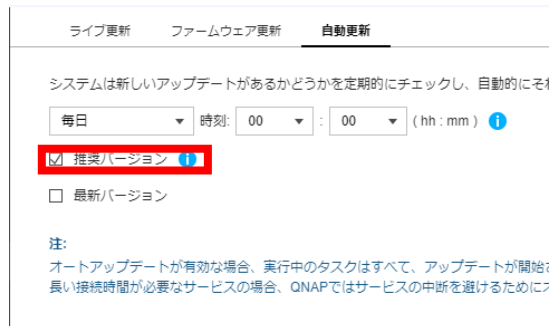 ライブ更新 ファームウェア更新 自動更新
システムは新しいアップデートがあるかどうかを定期的にチェックし、自動的にそれ
毎日 時刻: 00 : 00 ( hh : mm )
推奨バージョン
最新バージョン
注:
オートアップデートが有効な場合、実行中のタスクはすべて、アップデートが開始
長い接続時間が必要なサービスの場合、QNAPではサービスの中断を避けるために